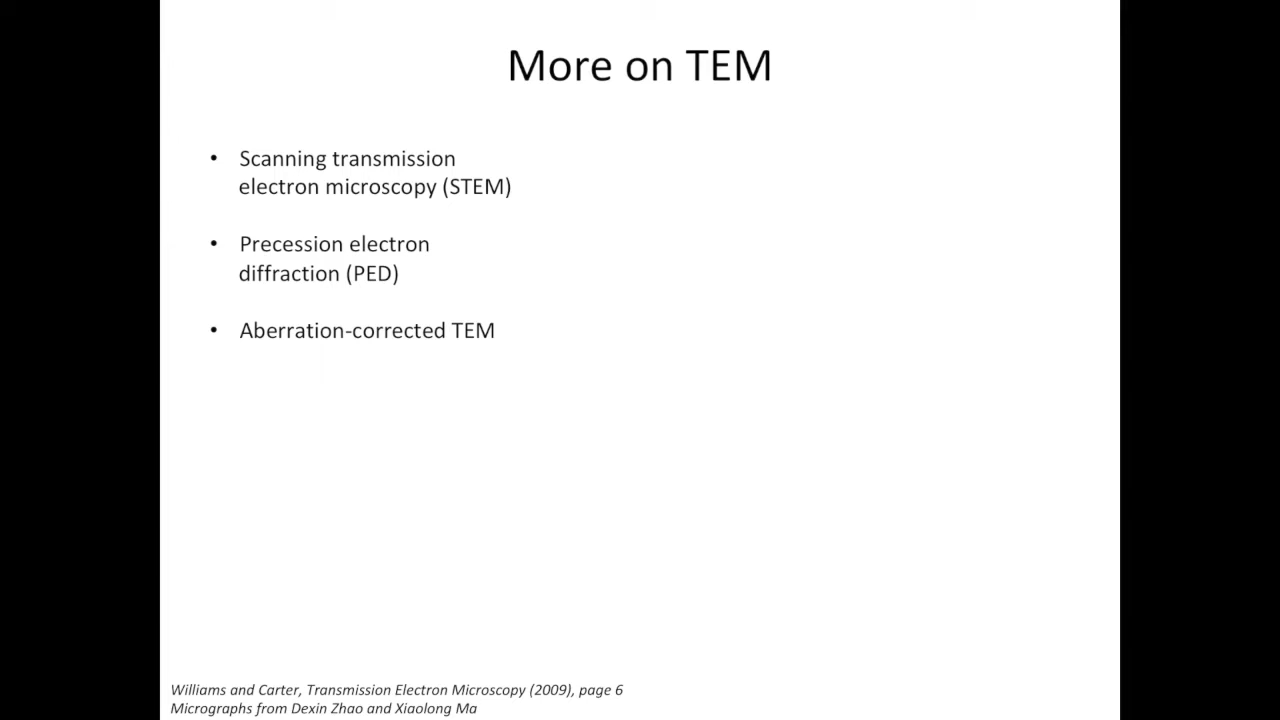 More on TEM
• Scanning transmission
electron microscopy (STEM)
• Precession electron
diffraction (PED)
• Aberration-corrected TEM
Williams and Carter, Transmission Electron Microscopy (2009), page 6
Micrographs from Dexin Zhao and Xiaolong Ma